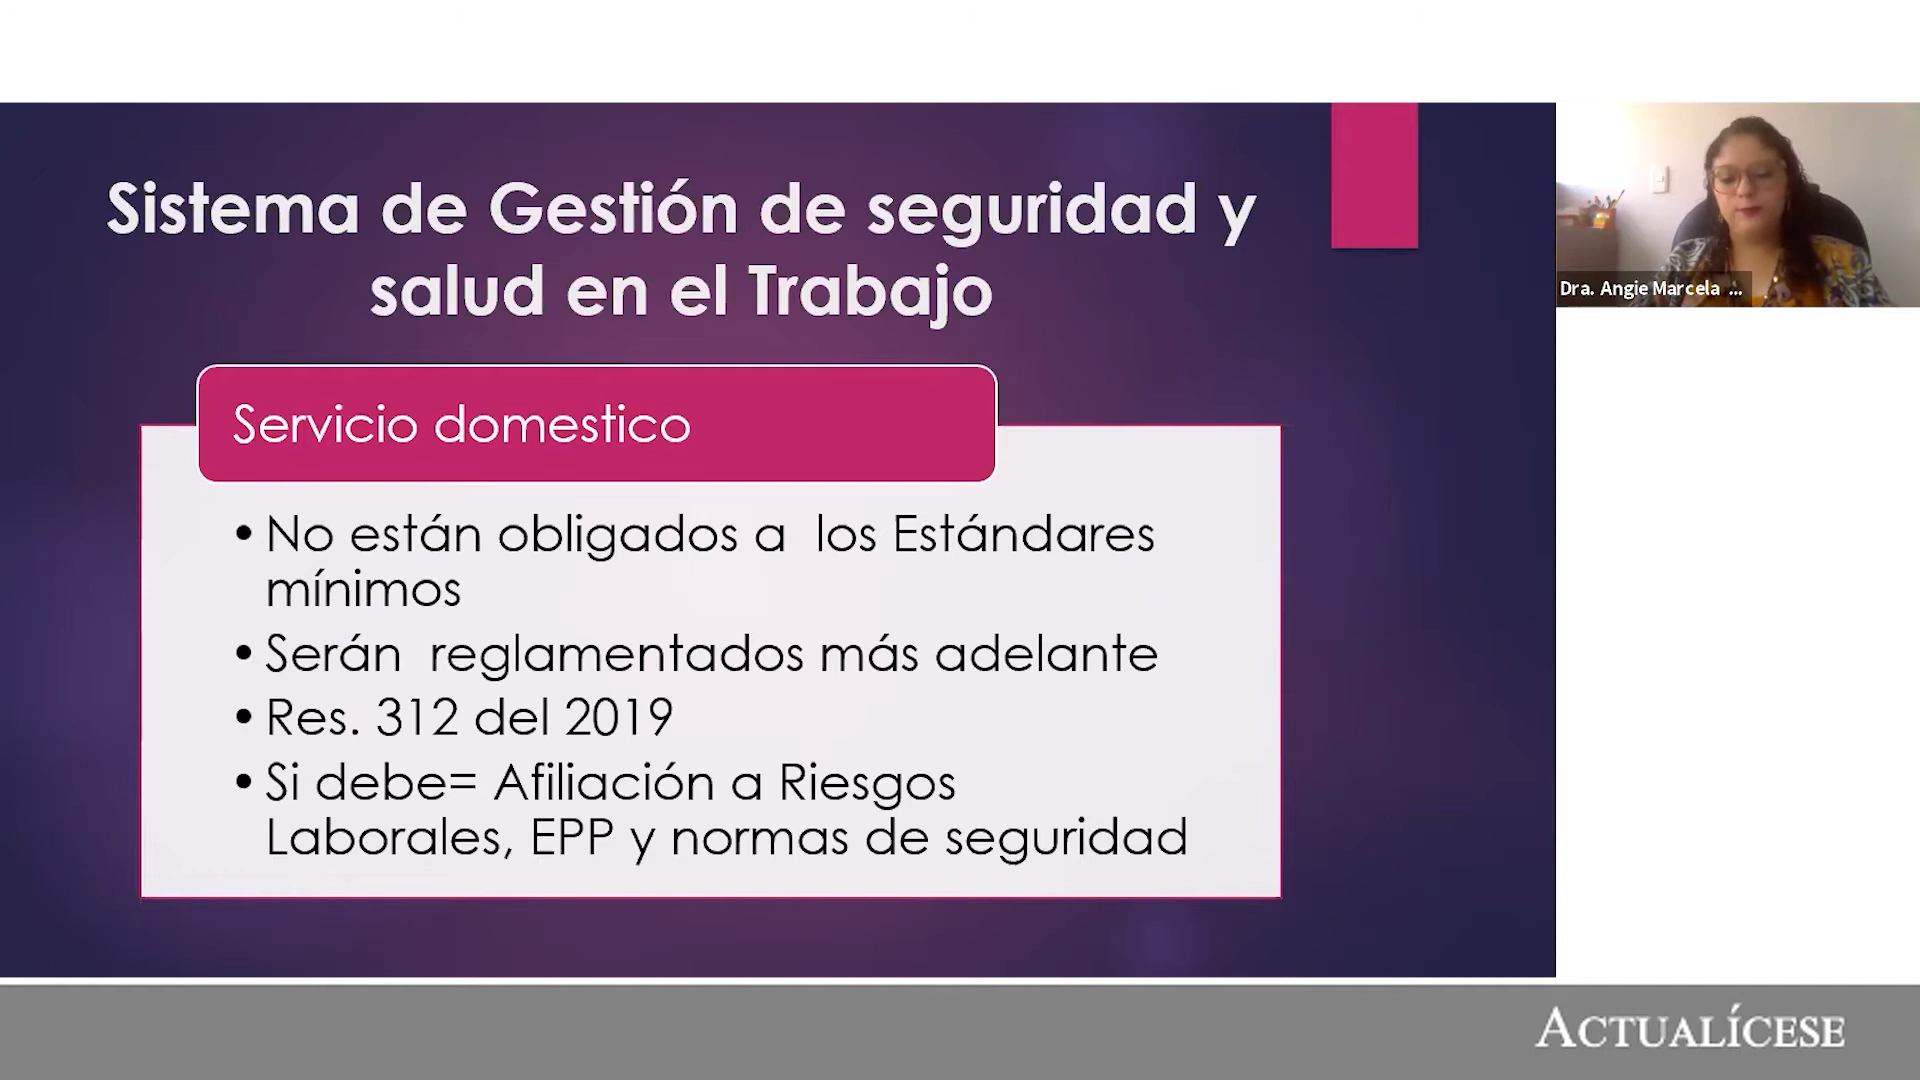 Sistema de Gestión de seguridad y
salud en el Trabajo
Servicio domestico
• No están obligados a los Estándares
mínimos
• Serán reglamentados más adelante
• Res. 312 del 2019
• Si debe= Afiliación a Riesgos
Laborales, EPP y normas de seguridad
Dra. Angie Marcela ...
ACTUALÍCESE